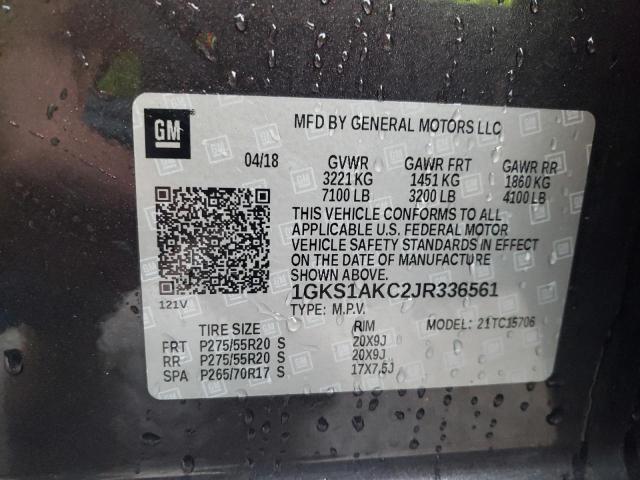 GM
MFD BY GENERAL MOTORS LLC
04/18 GVWR GAWR FRT GAWR RR
3221 KG 1451 KG 1860 KG
7100 LB 3200 LB 4100 LB
THIS VEHICLE CONFORMS TO ALL
APPLICABLE U.S. FEDERAL MOTOR
VEHICLE SAFETY STANDARDS IN EFFECT
ON THE DATE OF MANUFACTURE
SHOWN ABOVE.
121V
1GKS1AKC2JR336561
TYPE: M.P.V. MODEL: 21TC15706
TIRE SIZE RIM
FRT P275/55R20 S 20X9J
RR P275/55R20 S 20X9J
SPA P265/70R17 S 17X7.5J